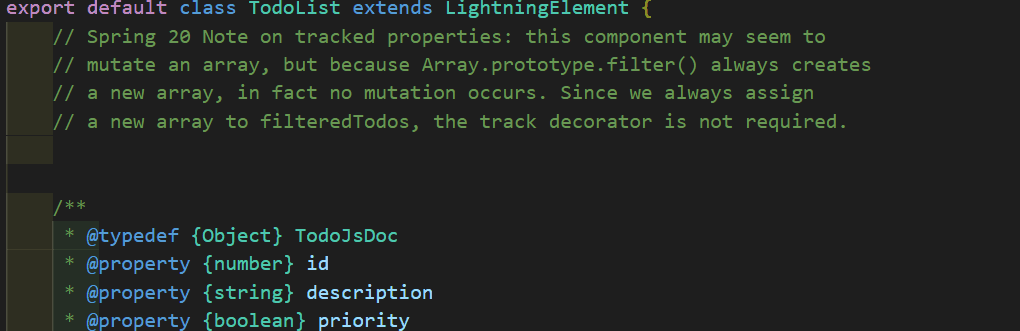 export default class TodoList extends LightningElement {
// Spring 20 Note on tracked properties: this component may seem to
// mutate an array, but because Array.prototype.filter() always creates
// a new array, in fact no mutation occurs. Since we always assign
// a new array to filteredTodos, the track decorator is not required.
/**
* @typedef {Object} TodoJsDoc
* @property {number} id
* @property {string} description
* @property {boolean} priority